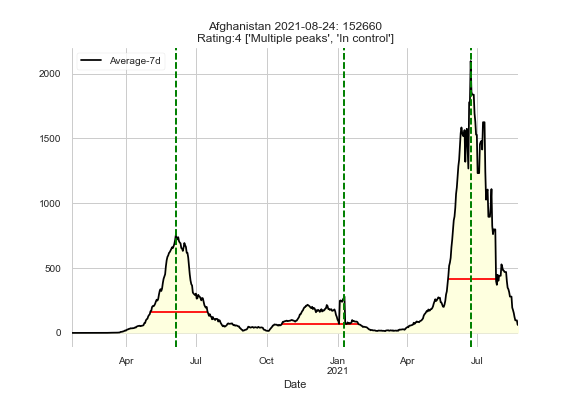 Afghanistan 2021-08-24: 152660
Rating:4 ['Multiple peaks', 'In control']
Average-7d
2000
1500
1000
500
0
Apr Jul Oct Jan Apr Jul
2021
Date